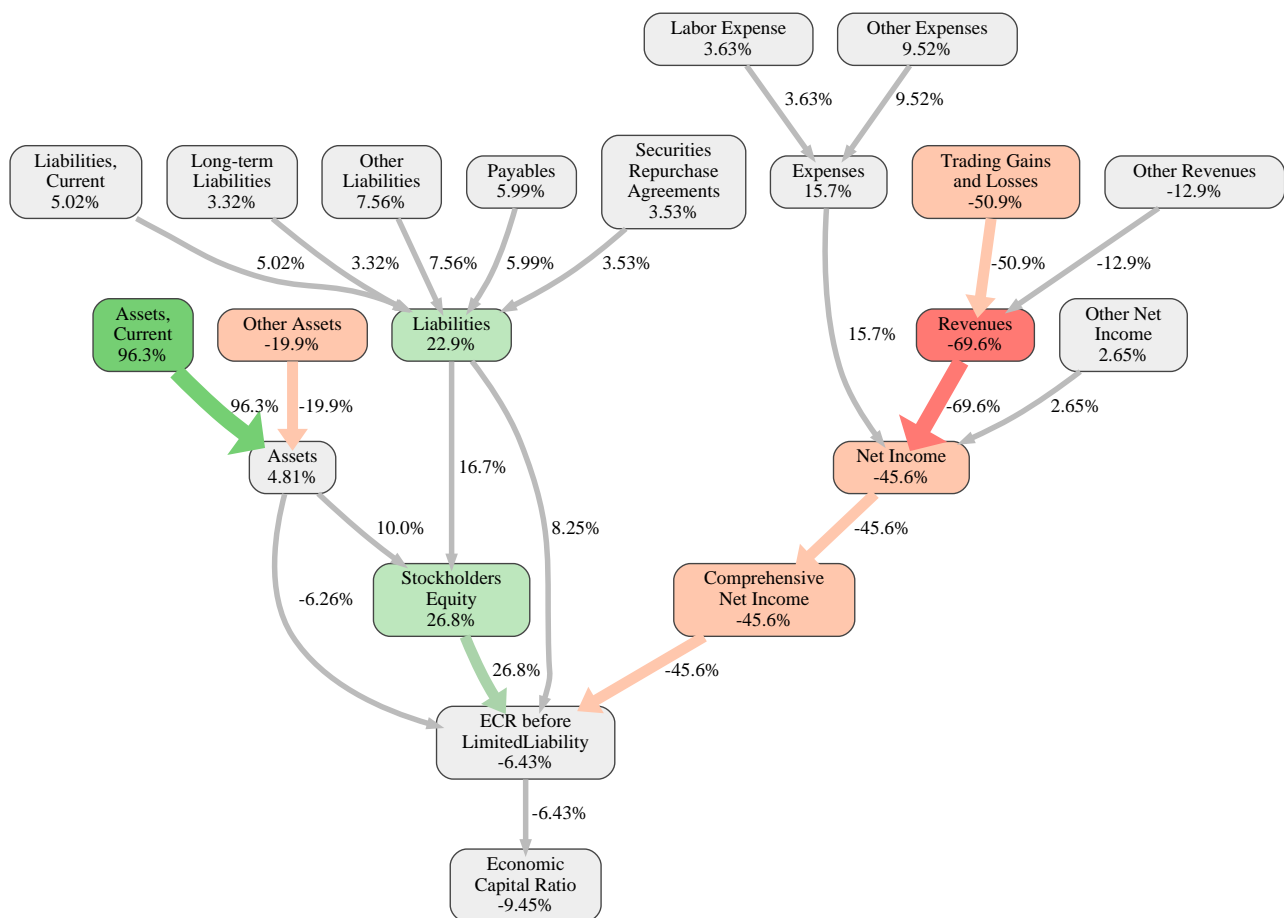 Labor Expense
3.63%
Other Expenses
9.52%
3.63%
9.52%
Liabilities,
Current
5.02%
Long-term
Liabilities
3.32%
Other
Liabilities
7.56%
Payables
5.99%
Securities
Repurchase
Agreements
3.53%
Expenses
15.7%
Trading Gains
and Losses
-50.9%
Other Revenues
-12.9%
5.02%
3.32%
7.56%
5.99%
3.53%
-50.9%
-12.9%
Assets,
Current
96.3%
Other Assets
-19.9%
Liabilities
22.9%
15.7%
Revenues
-69.6%
Other Net
Income
2.65%
96.3%
-19.9%
-69.6%
2.65%
Assets
4.81%
16.7%
Net Income
-45.6%
10.0%
8.25%
-45.6%
-6.26%
Stockholders
Equity
26.8%
Comprehensive
Net Income
-45.6%
26.8%
-45.6%
ECR before
LimitedLiability
-6.43%
-6.43%
Economic
Capital Ratio
-9.45%